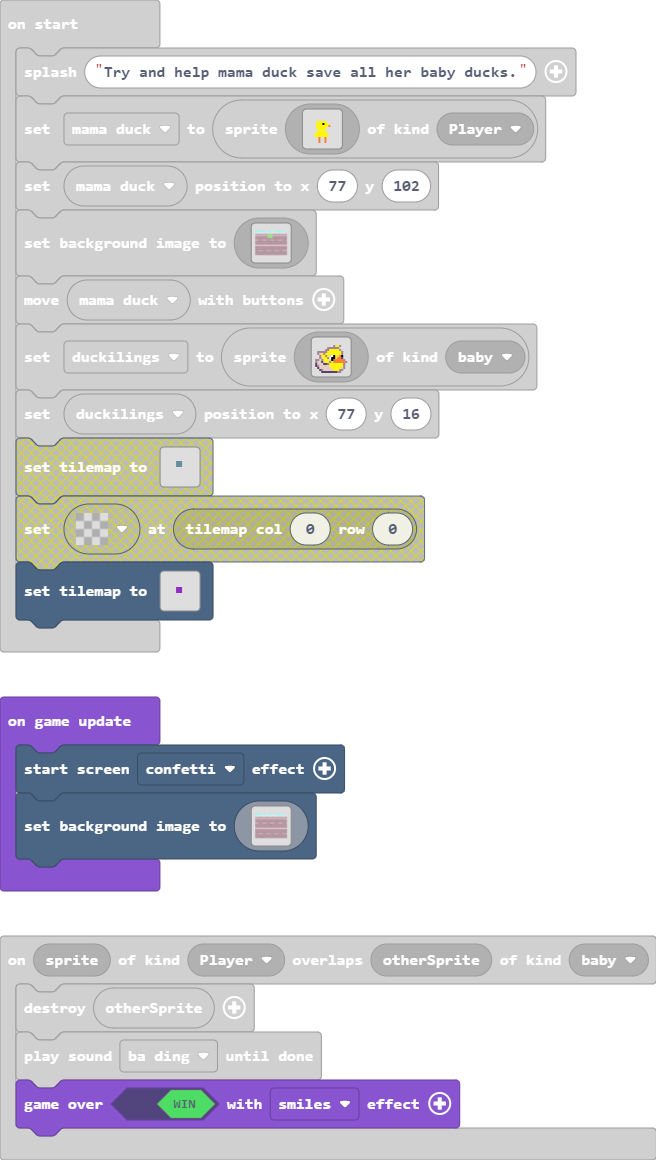 on start
splash "Try and help mama duck save all her baby ducks."
set mama duck to sprite of kind Player
set mama duck position to x 77 y 102
set background image to
move mama duck with buttons
set duckilings to sprite of kind baby
set duckilings position to x 77 y 16
set tilemap to
set at tilemap col 0 row 0
set tilemap to
on game update
start screen confetti effect
set background image to
on sprite of kind Player overlaps otherSprite of kind baby
destroy otherSprite
play sound ba ding until done
game over WIN with smiles effect